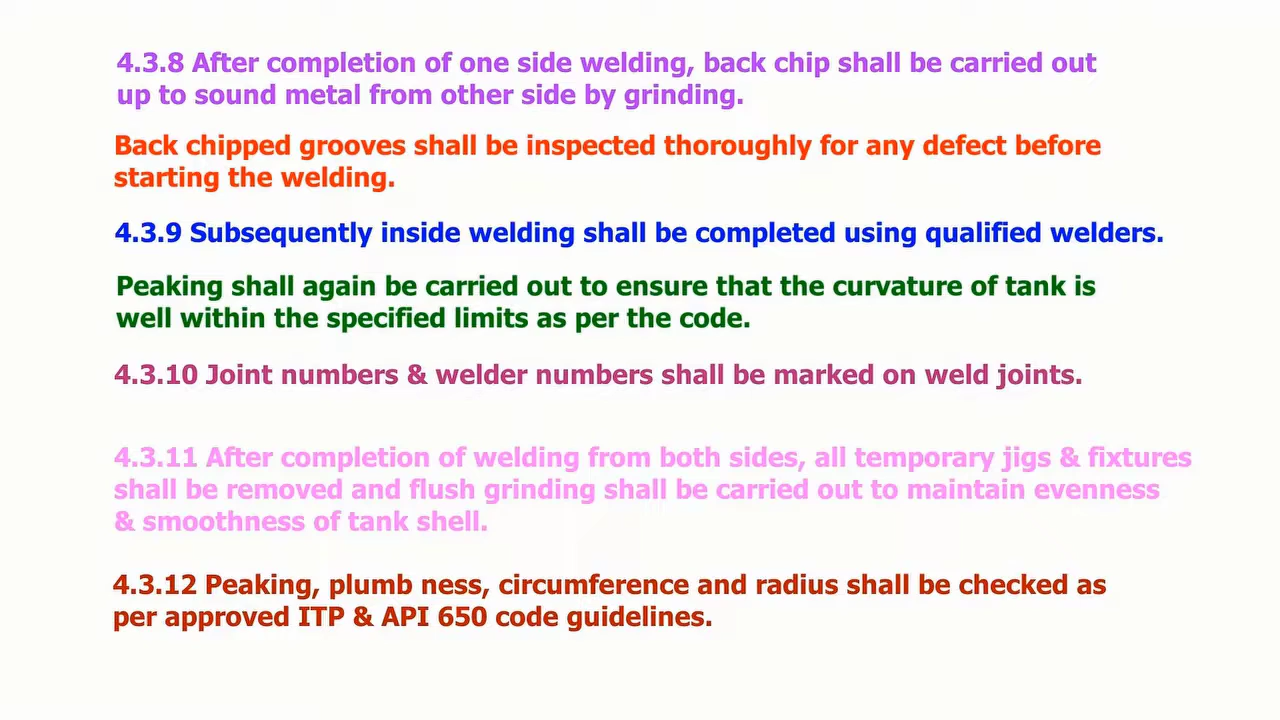 4.3.8 After completion of one side welding, back chip shall be carried out
up to sound metal from other side by grinding.
Back chipped grooves shall be inspected thoroughly for any defect before
starting the welding.
4.3.9 Subsequently inside welding shall be completed using qualified welders.
Peaking shall again be carried out to ensure that the curvature of tank is
well within the specified limits as per the code.
4.3.10 Joint numbers & welder numbers shall be marked on weld joints.
4.3.11 After completion of welding from both sides, all temporary jigs & fixtures
shall be removed and flush grinding shall be carried out to maintain evenness
& smoothness of tank shell.
4.3.12 Peaking, plumb ness, circumference and radius shall be checked as
per approved ITP & API 650 code guidelines.